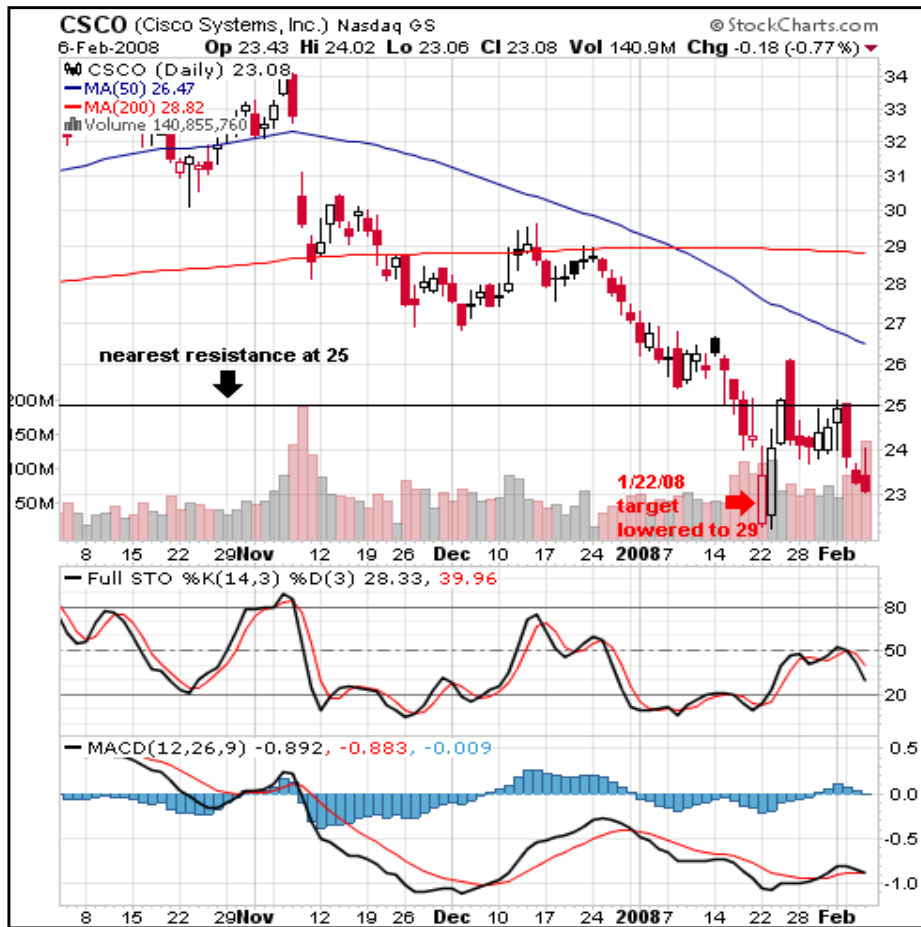 CSCO (Cisco Systems, Inc.) Nasdaq GS © StockCharts.com
6-Feb-2008 Op 23.43 Hi 24.02 Lo 23.06 Cl 23.08 Vol 140.9M Chg -0.18 (-0.77%)
CSCO (Daily) 23.08
MA(50) 26.47
MA(200) 28.82
Volume 140,855,760
34
33
32
31
30
29
28
27
26
25
24
23
nearest resistance at 25
200M
150M
100M
50M
1/22/08
target
lowered to 29
8 15 22 29 Nov 12 19 26 Dec 10 17 24 2008 7 14 22 28 Feb
Full STO %K(14,3) %D(3) 28.33, 39.96
80
50
20
MACD(12,26,9) -0.892, -0.883, -0.009
0.5
0.0
-0.5
-1.0
8 15 22 29 Nov 12 19 26 Dec 10 17 24 2008 7 14 22 28 Feb